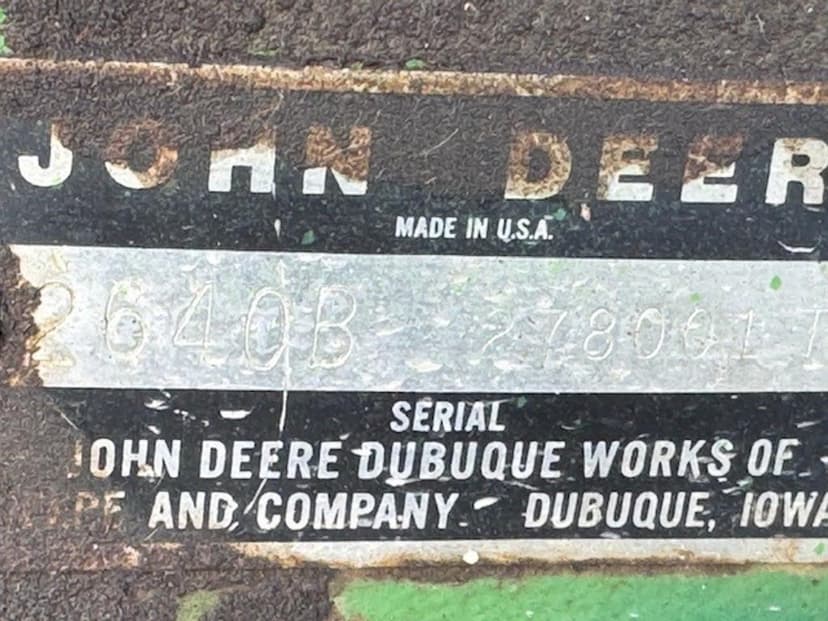 JOHN DEER
MADE IN U.S.A.
2640B 278001 T
SERIAL
JOHN DEERE DUBUQUE WORKS OF
AND COMPANY - DUBUQUE, IOWA